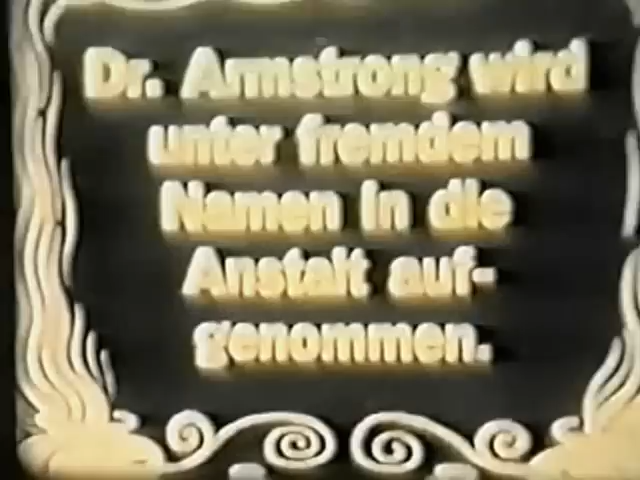 Dr. Armstrong wird
unter fremdem
Namen in die
Anstalt auf-
genommen.